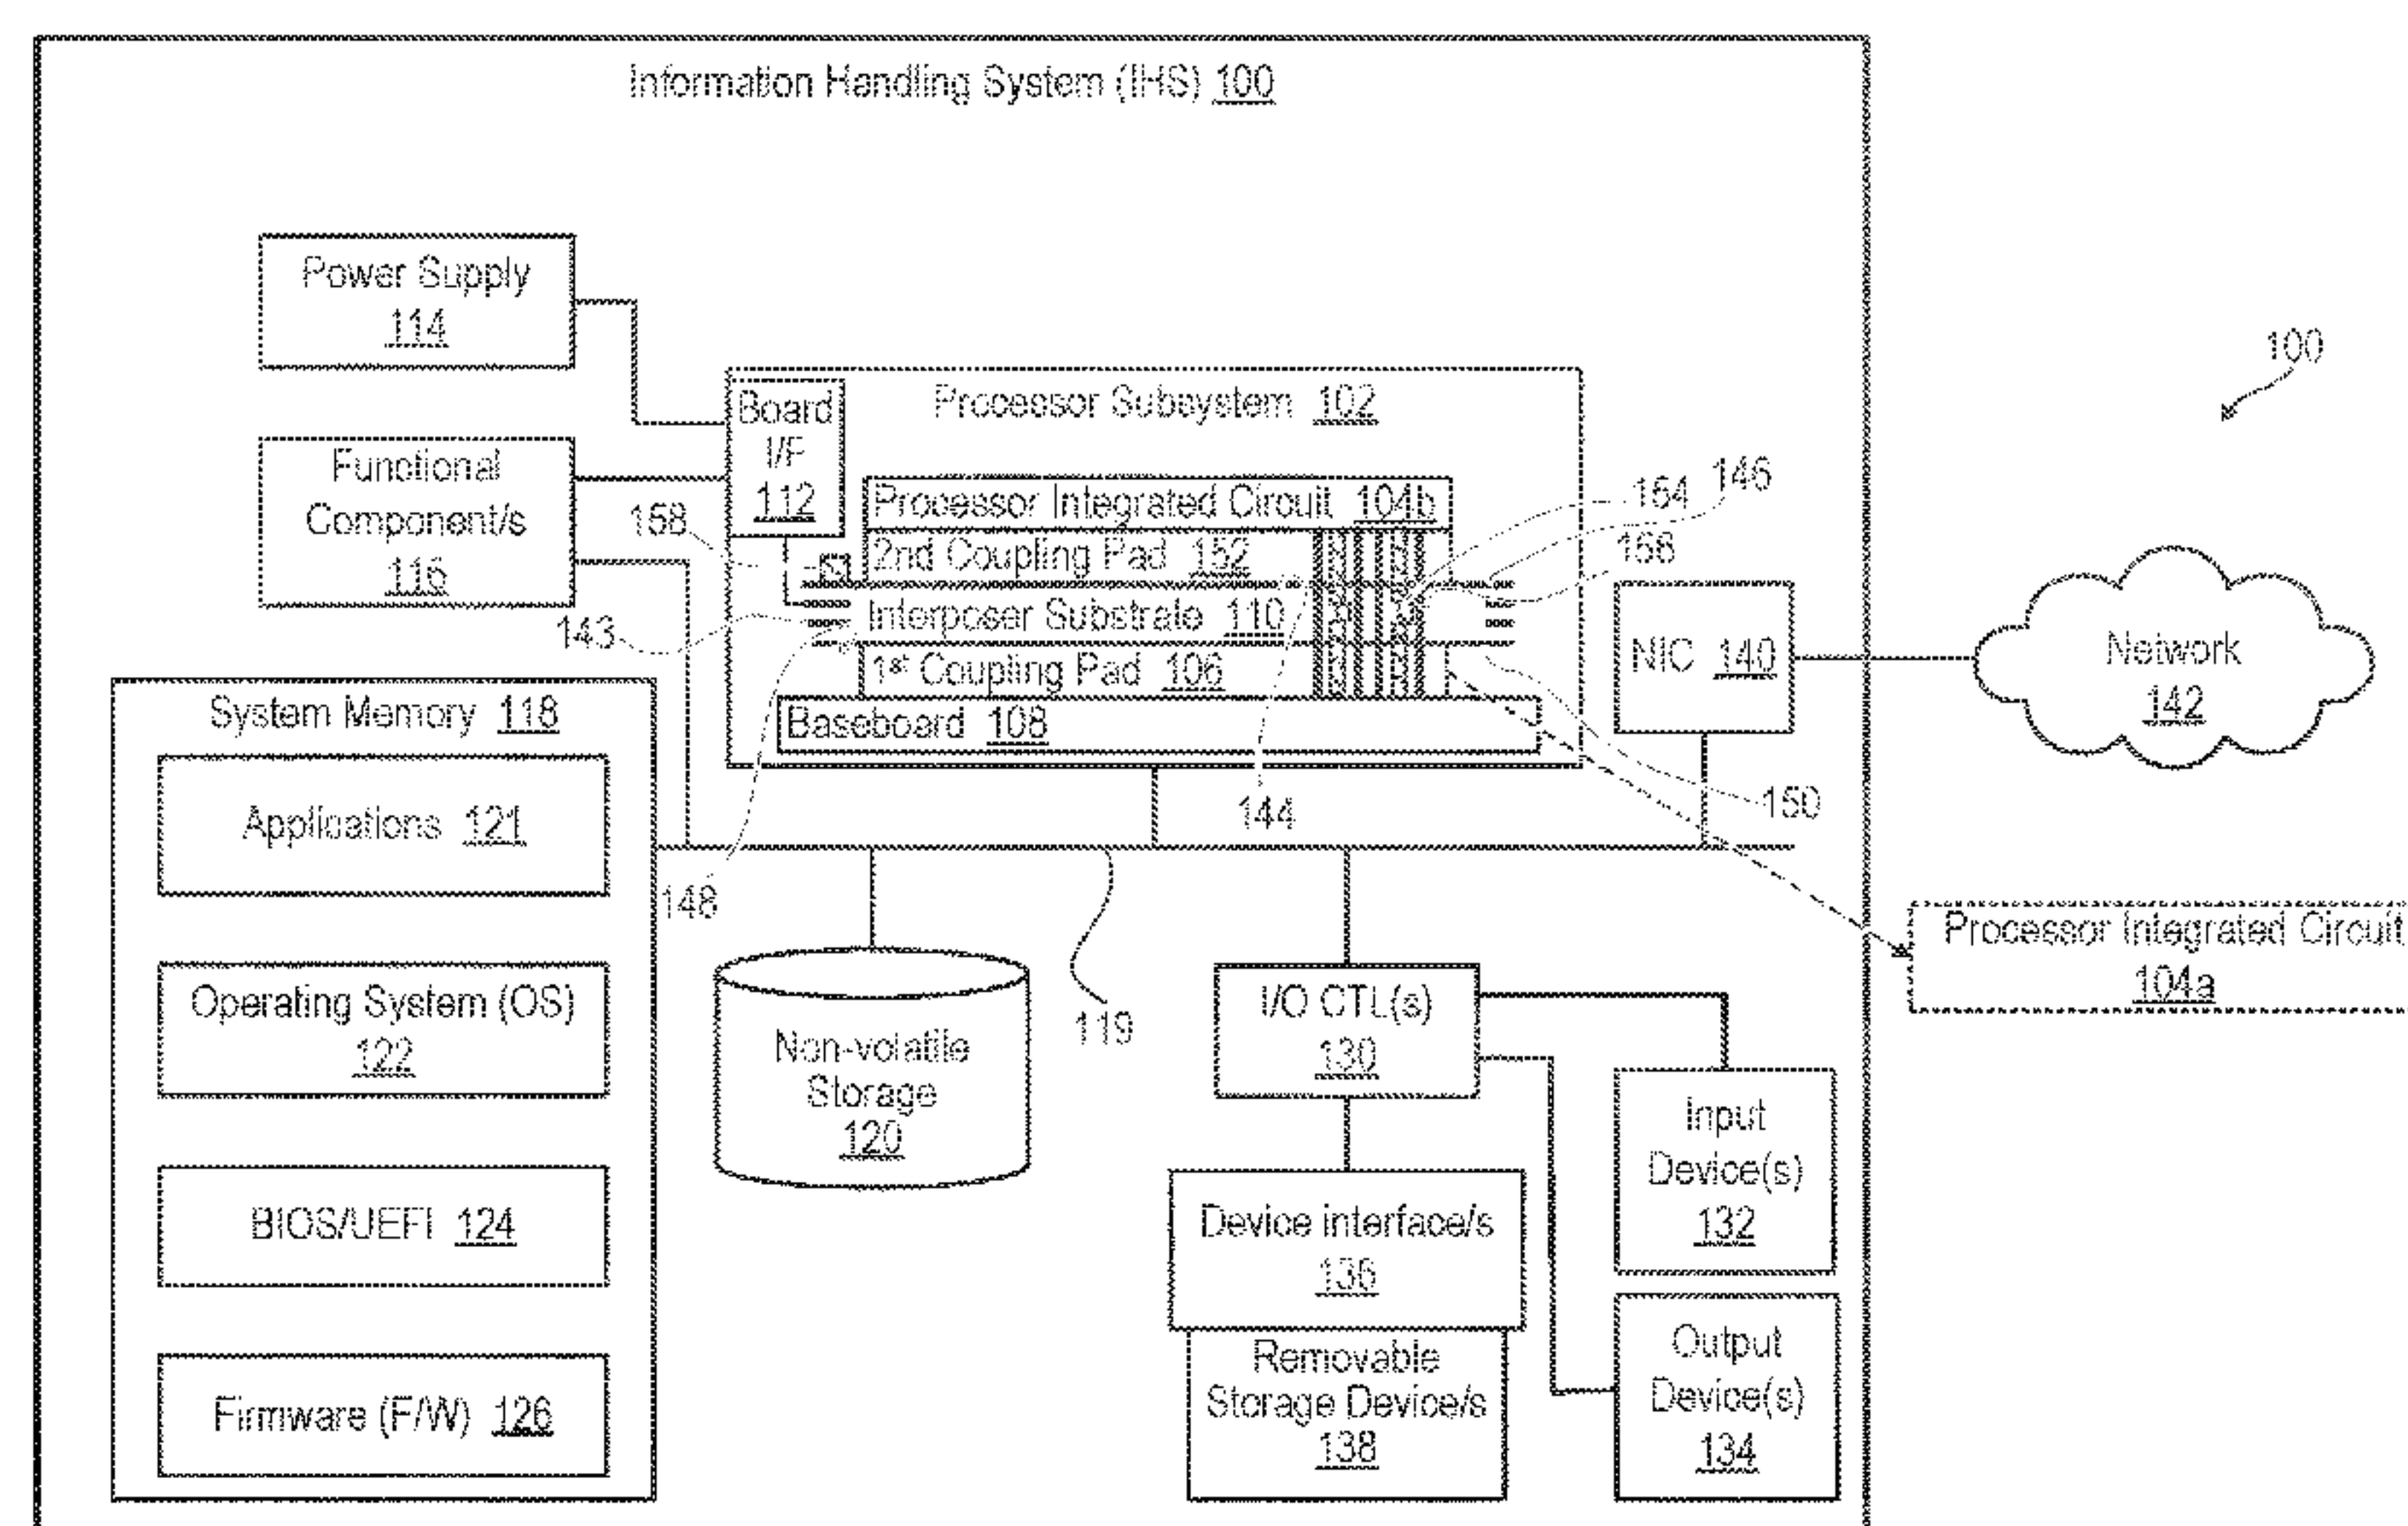 Information Handling System (IHS) 100
Power Supply
114
Functional
Component/s
116
Board
I/F
112
Processor Subsystem 102
Processor Integrated Circuit 104b
2nd Coupling Pad 152
Interposer Substrate 110
1st Coupling Pad 106
Baseboard 108
158
143
148
144
154
146
156
150
100
NIC 140
Network
142
System Memory 118
Applications 121
Operating System (OS)
122
BIOS/UEFI 124
Firmware (F/W) 126
Non-volatile
Storage
120
119
I/O CTL(s)
130
Processor Integrated Circuit
104a
Input
Device(s)
132
Device interface/s
136
Removable
Storage Device/s
138
Output
Device(s)
134